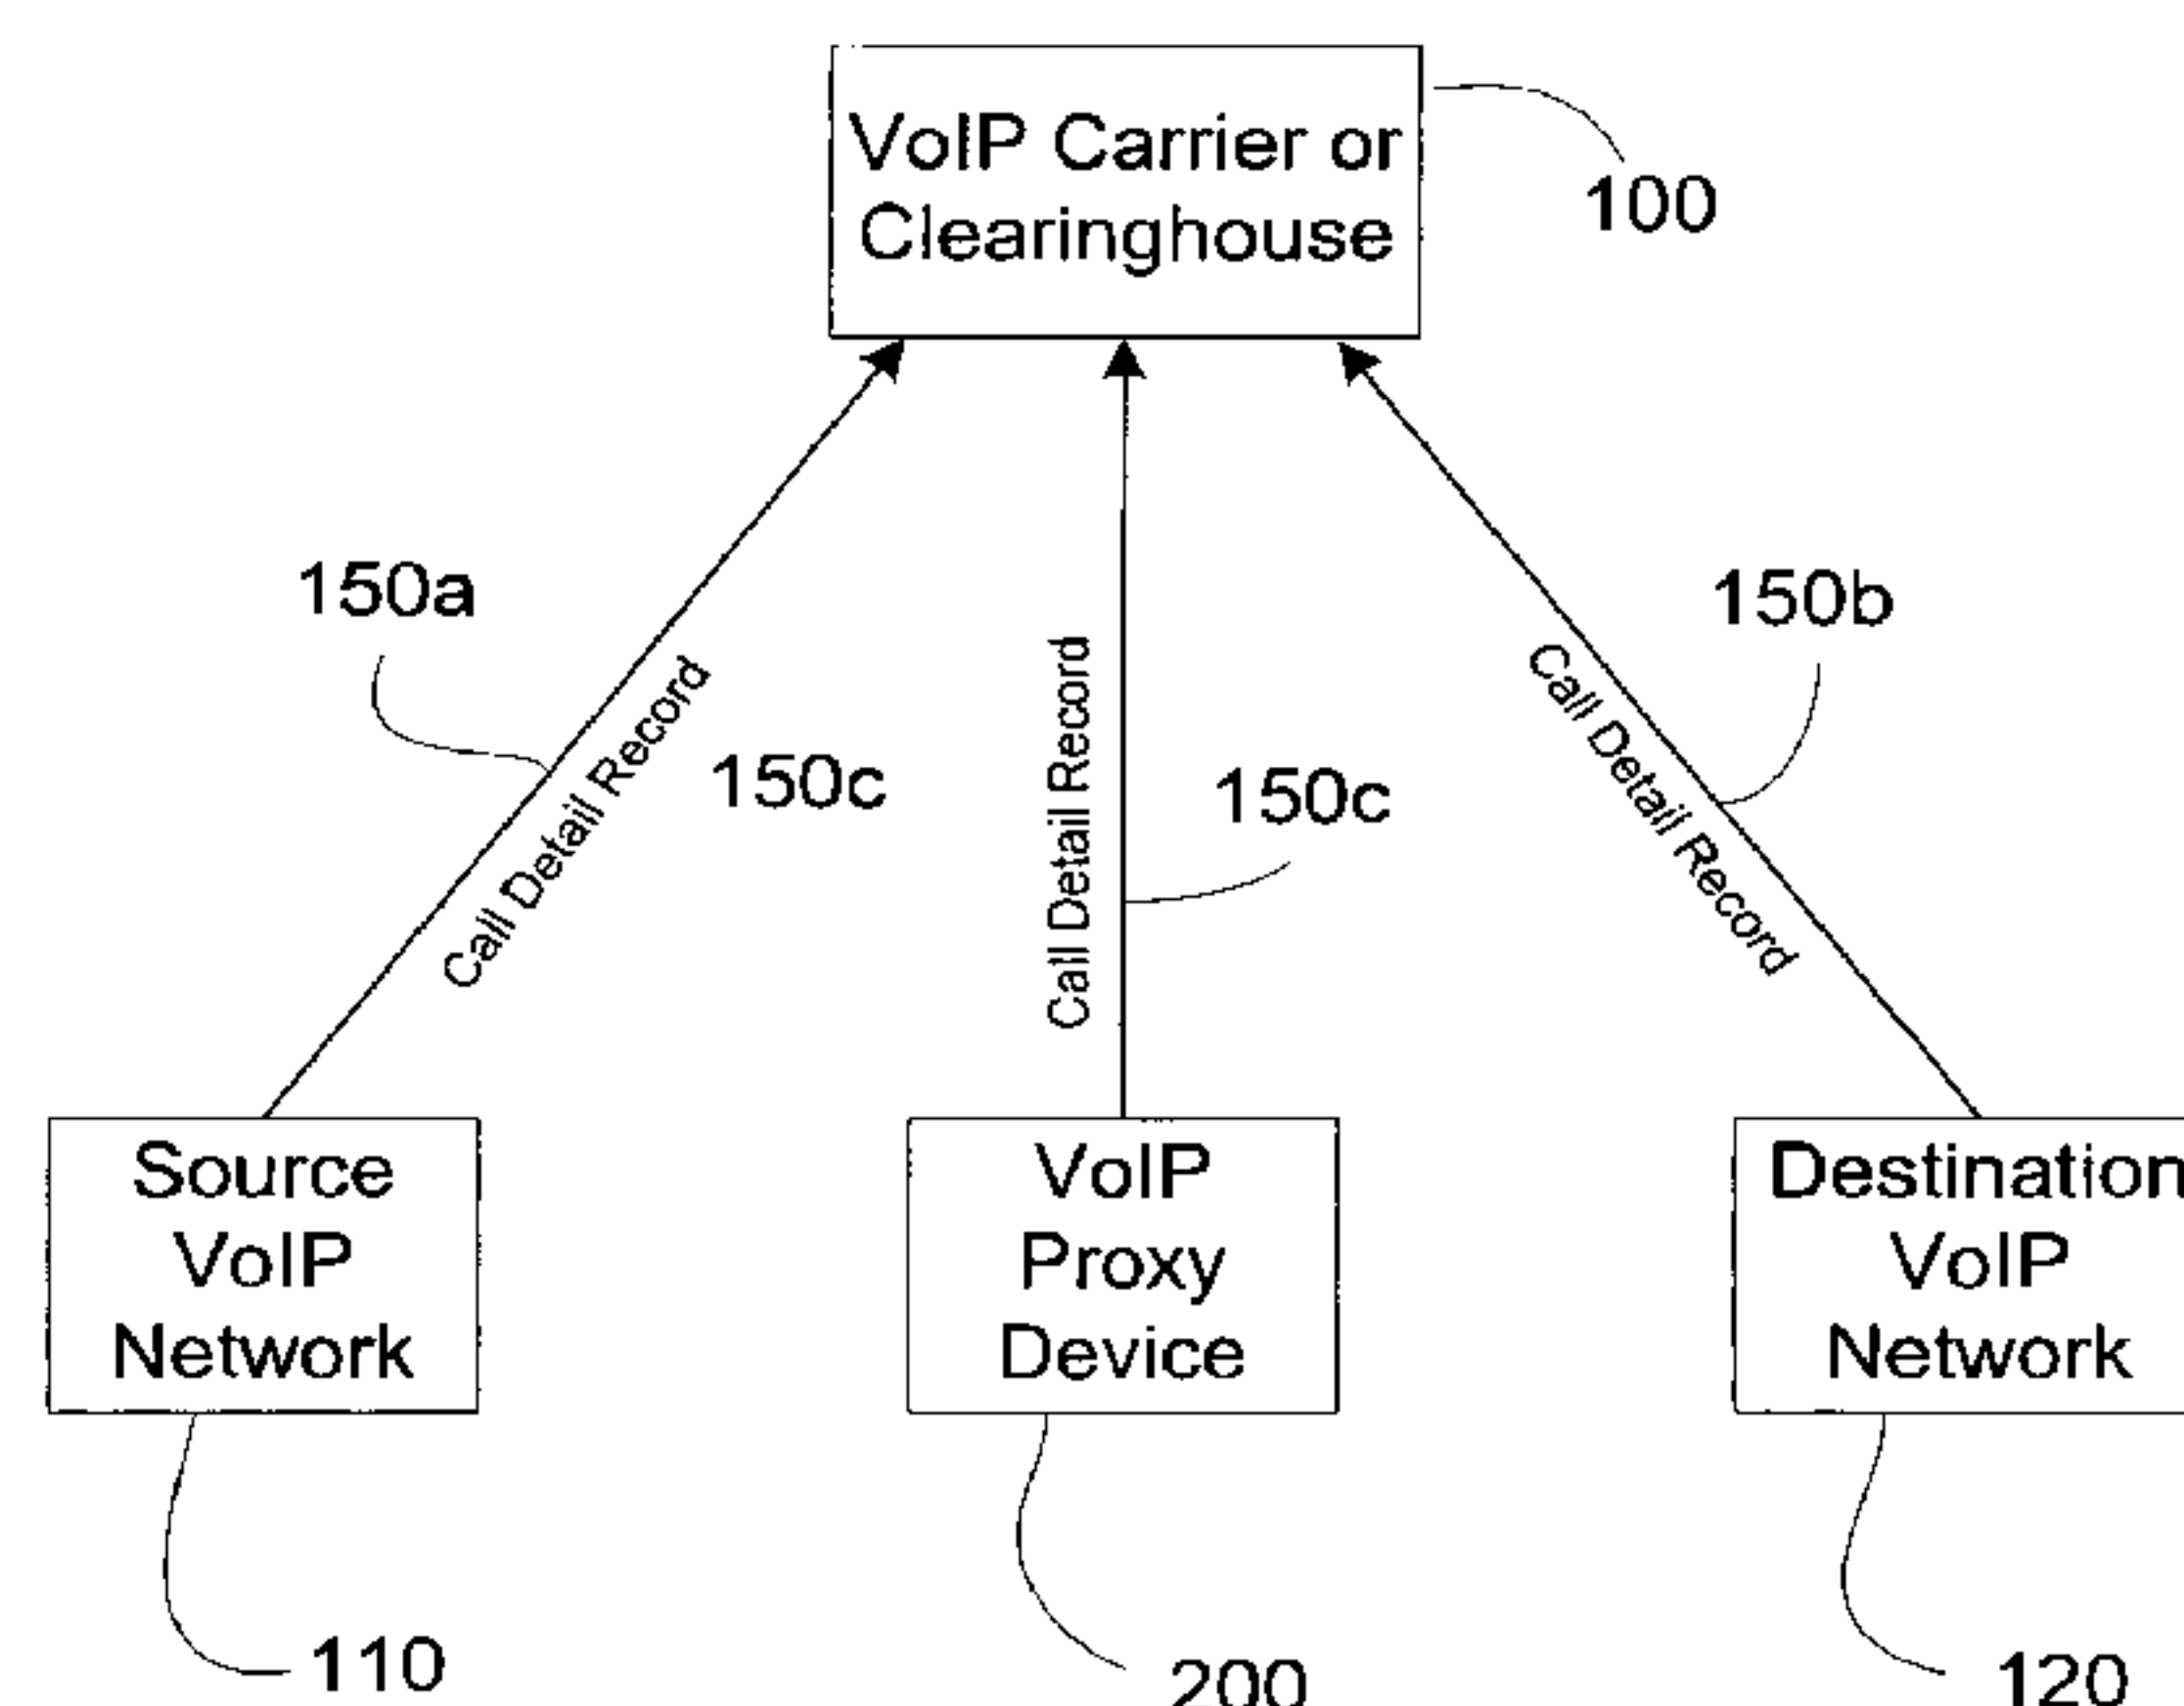 VoIP Carrier or
Clearinghouse
100
150a
150b
Call Detail Record
150c
Call Detail Record
150c
Call Detail Record
Source
VoIP
Network
VoIP
Proxy
Device
Destination
VoIP
Network
110
200
120